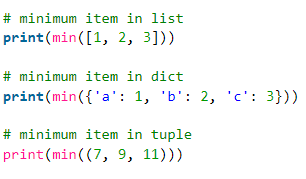 # minimum item in list
print(min([1, 2, 3]))
# minimum item in dict
print(min({'a': 1, 'b': 2, 'c': 3}))
# minimum item in tuple
print(min((7, 9, 11)))